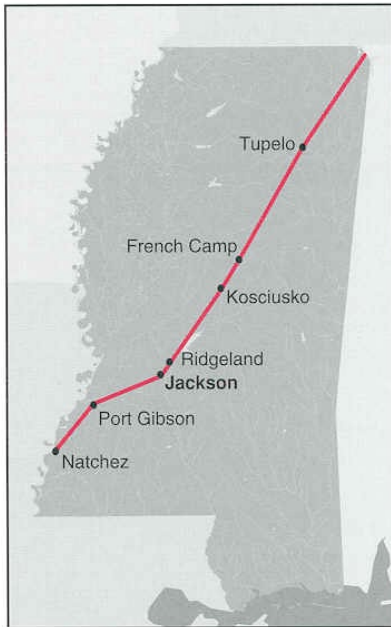 Tupelo
French Camp
Kosciusko
Ridgeland
Jackson
Port Gibson
Natchez